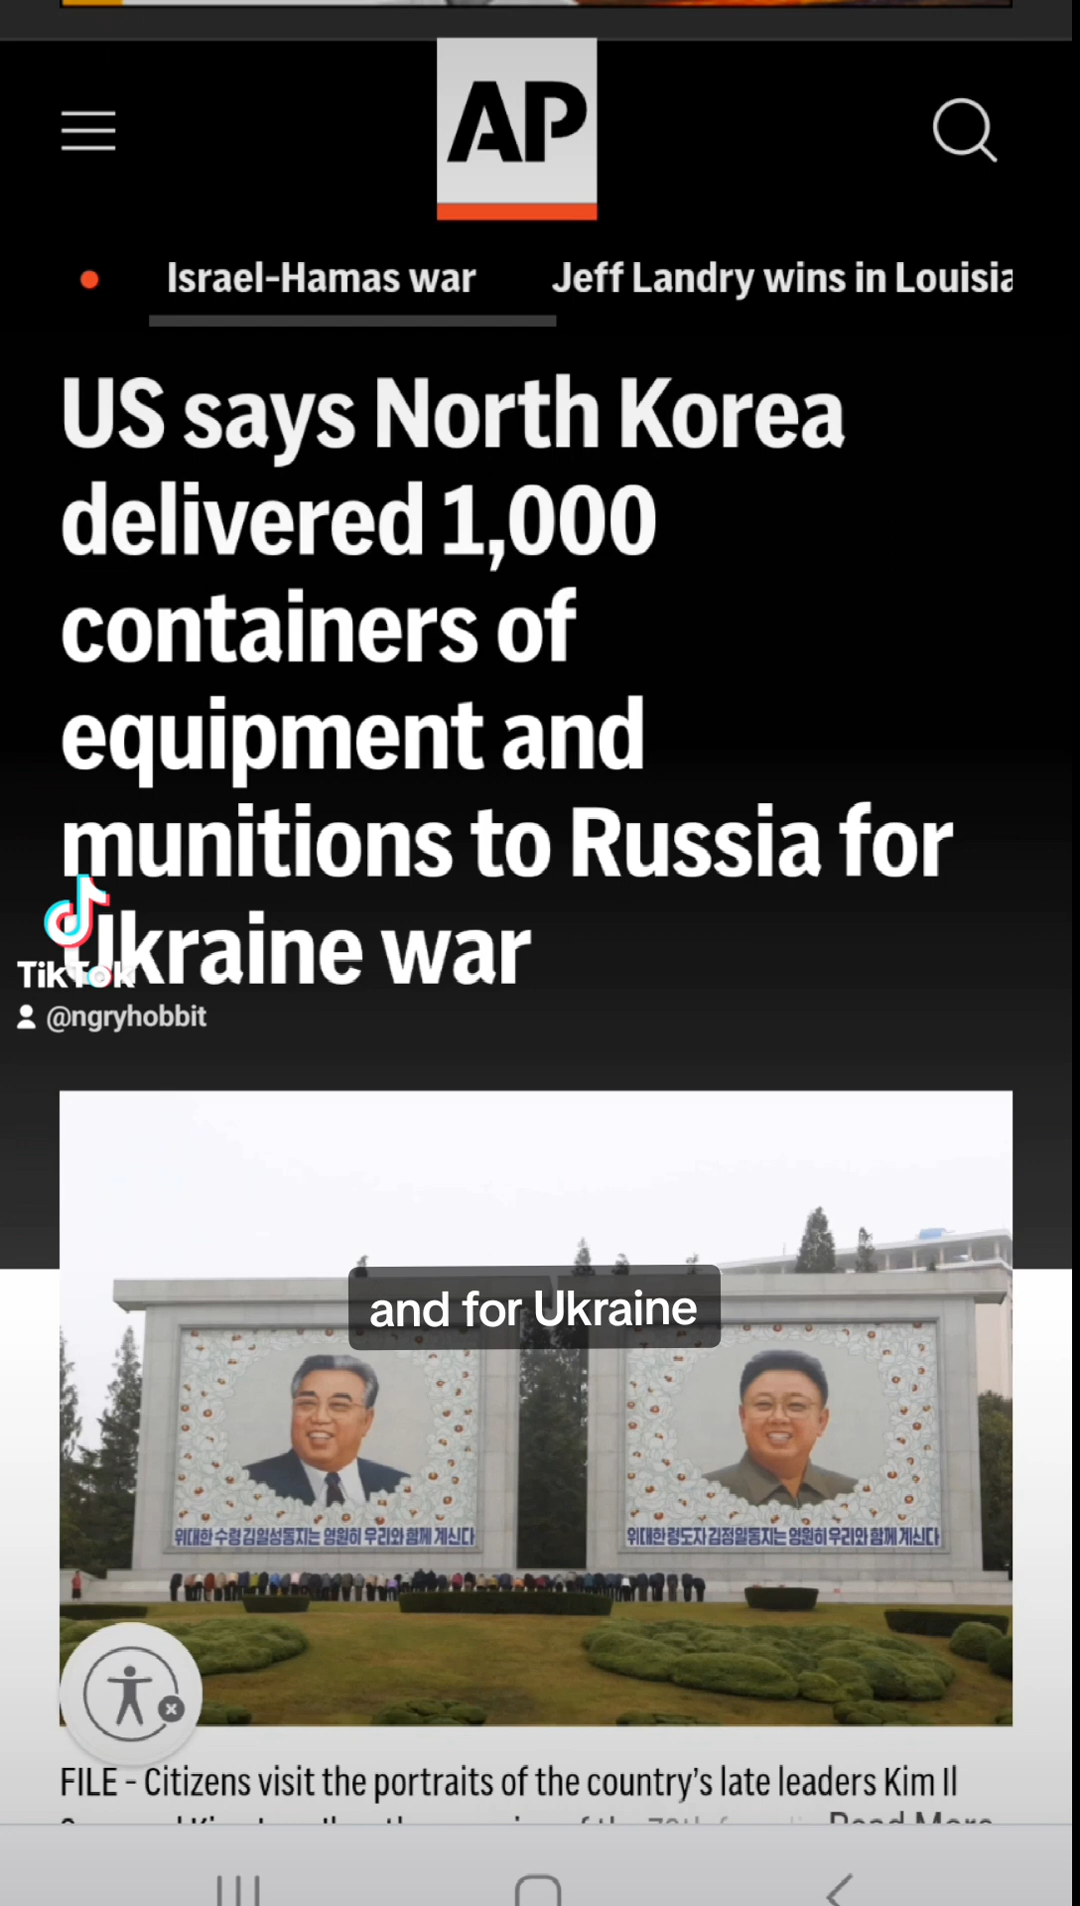 AP
Israel-Hamas war Jeff Landry wins in Louisia
US says North Korea
delivered 1,000
containers of
equipment and
munitions to Russia for
Ukraine war
TikTok
@ngryhobbit
and for Ukraine
위대한 수령 김일성동지는 영원히 우리와 함께 계신다
위대한 령도자 김정일동지는 영원히 우리와 함께 계신다
FILE - Citizens visit the portraits of the country's late leaders Kim Il
Read More